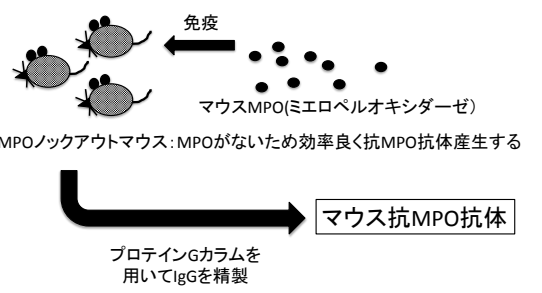 免疫
マウスMPO(ミエロペルオキシダーゼ)
MPOノックアウトマウス:MPOがないため効率良く抗MPO抗体産生する
マウス抗MPO抗体
プロテインGカラムを
用いてIgGを精製